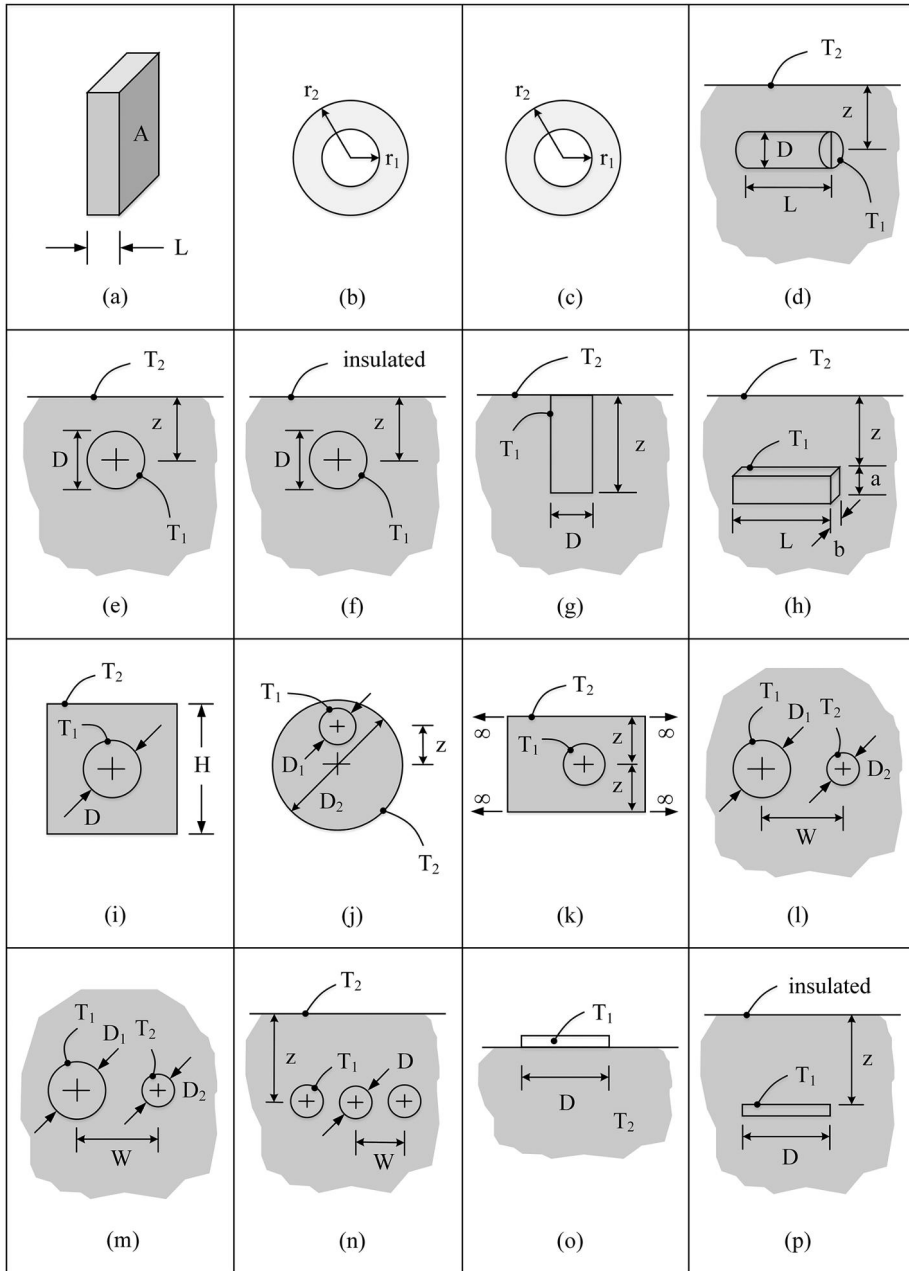 A
L
(a)
r2
r1
(b)
r2
r1
(c)
T2
z
D
L
T1
(d)
T2
z
D
T1
(e)
insulated
z
D
T1
(f)
T2
T1
z
D
(g)
T2
T1
z
a
L
b
(h)
T2
T1
H
D
(i)
T1
z
D1
D2
T2
(j)
T2
∞ ∞
T1
z
z
∞ ∞
(k)
T1
D1
T2
D2
W
(l)
T1
D1
T2
D2
W
(m)
T2
z
T1
D
W
(n)
T1
D
T2
(o)
insulated
z
T1
D
(p)